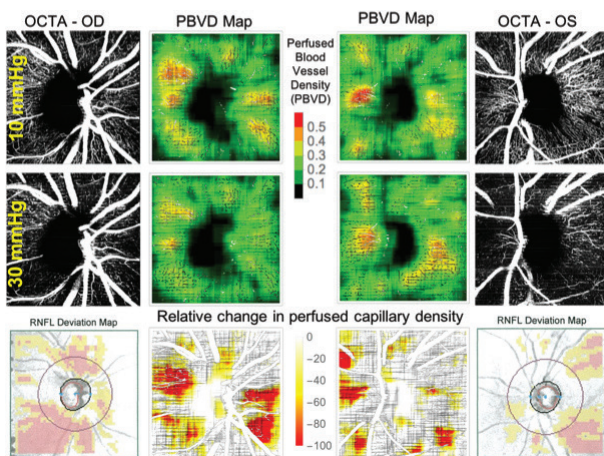 OCTA - OD
PBVD Map
PBVD Map
OCTA - OS
10 mmHg
Perfused
Blood
Vessel
Density
(PBVD)
0.5
0.4
0.3
0.2
0.1
30 mmHg
Relative change in perfused capillary density
RNFL Deviation Map
RNFL Deviation Map
0
−20
−40
−60
−80
−100